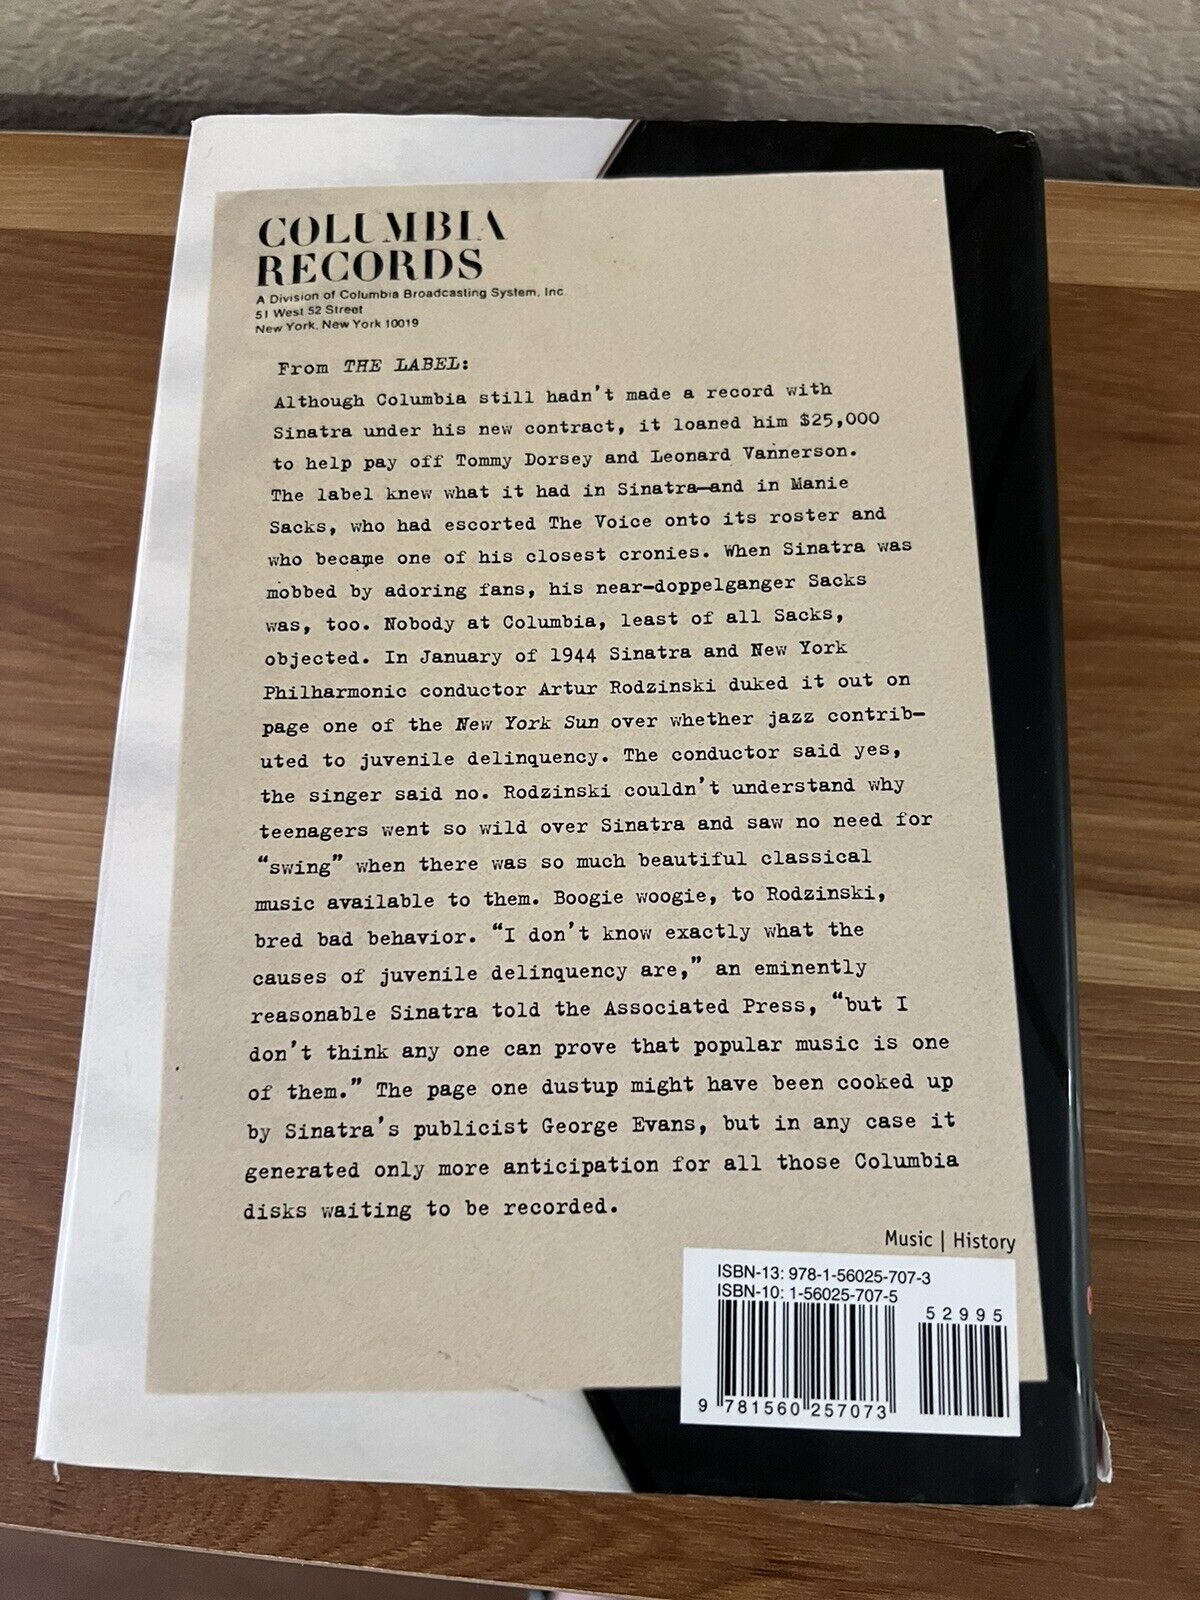 COLUMBIA
RECORDS
A Division of Columbia Broadcasting System, Inc.
51 West 52 Street
New York, New York 10019
From THE LABEL:
Although Columbia still hadn't made a record with
Sinatra under his new contract, it loaned him $25,000
to help pay off Tommy Dorsey and Leonard Vannerson.
The label knew what it had in Sinatra—and in Manie
Sacks, who had escorted The Voice onto its roster and
who became one of his closest cronies. When Sinatra was
mobbed by adoring fans, his near-doppelganger Sacks
was, too. Nobody at Columbia, least of all Sacks,
objected. In January of 1944 Sinatra and New York
Philharmonic conductor Artur Rodzinski duked it out on
page one of the New York Sun over whether jazz contrib-
uted to juvenile delinquency. The conductor said yes,
the singer said no. Rodzinski couldn't understand why
teenagers went so wild over Sinatra and saw no need for
“swing” when there was so much beautiful classical
music available to them. Boogie woogie, to Rodzinski,
bred bad behavior. “I don't know exactly what the
causes of juvenile delinquency are,” an eminently
reasonable Sinatra told the Associated Press, “but I
don't think any one can prove that popular music is one
of them.” The page one dustup might have been cooked up
by Sinatra's publicist George Evans, but in any case it
generated only more anticipation for all those Columbia
disks waiting to be recorded.
Music | History
ISBN-13: 978-1-56025-707-3
ISBN-10: 1-56025-707-5
52995
9 781560 257073